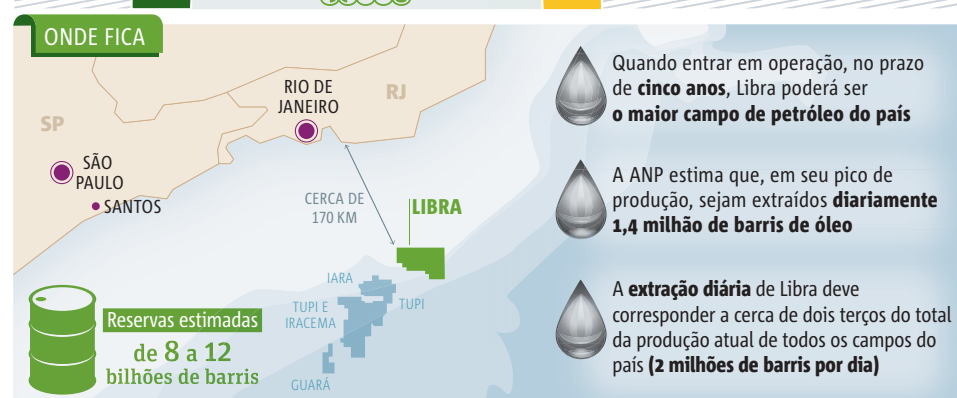 ONDE FICA
SP
SÃO
PAULO
SANTOS
RIO DE
JANEIRO
RJ
CERCA DE
170 KM
LIBRA
IARA
TUPI E
IRACEMA
TUPI
GUARÁ
Reservas estimadas
de 8 a 12
bilhões de barris
Quando entrar em operação, no prazo
de cinco anos, Libra poderá ser
o maior campo de petróleo do país
A ANP estima que, em seu pico de
produção, sejam extraídos diariamente
1,4 milhão de barris de óleo
A extração diária de Libra deve
corresponder a cerca de dois terços do total
da produção atual de todos os campos do
país (2 milhões de barris por dia)